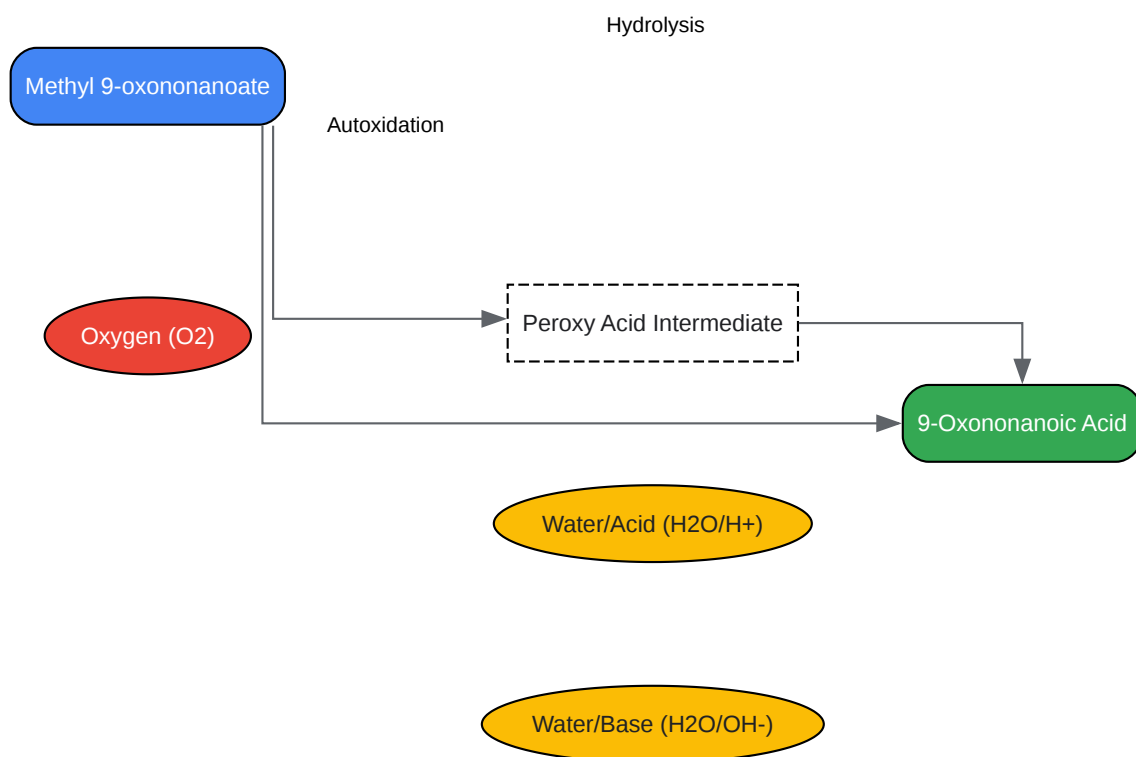 Hydrolysis
Methyl 9-oxononanoate
Autoxidation
Peroxy Acid Intermediate
Oxygen (O2)
9-Oxononanoic Acid
Water/Acid (H2O/H+)
Water/Base (H2O/OH-)